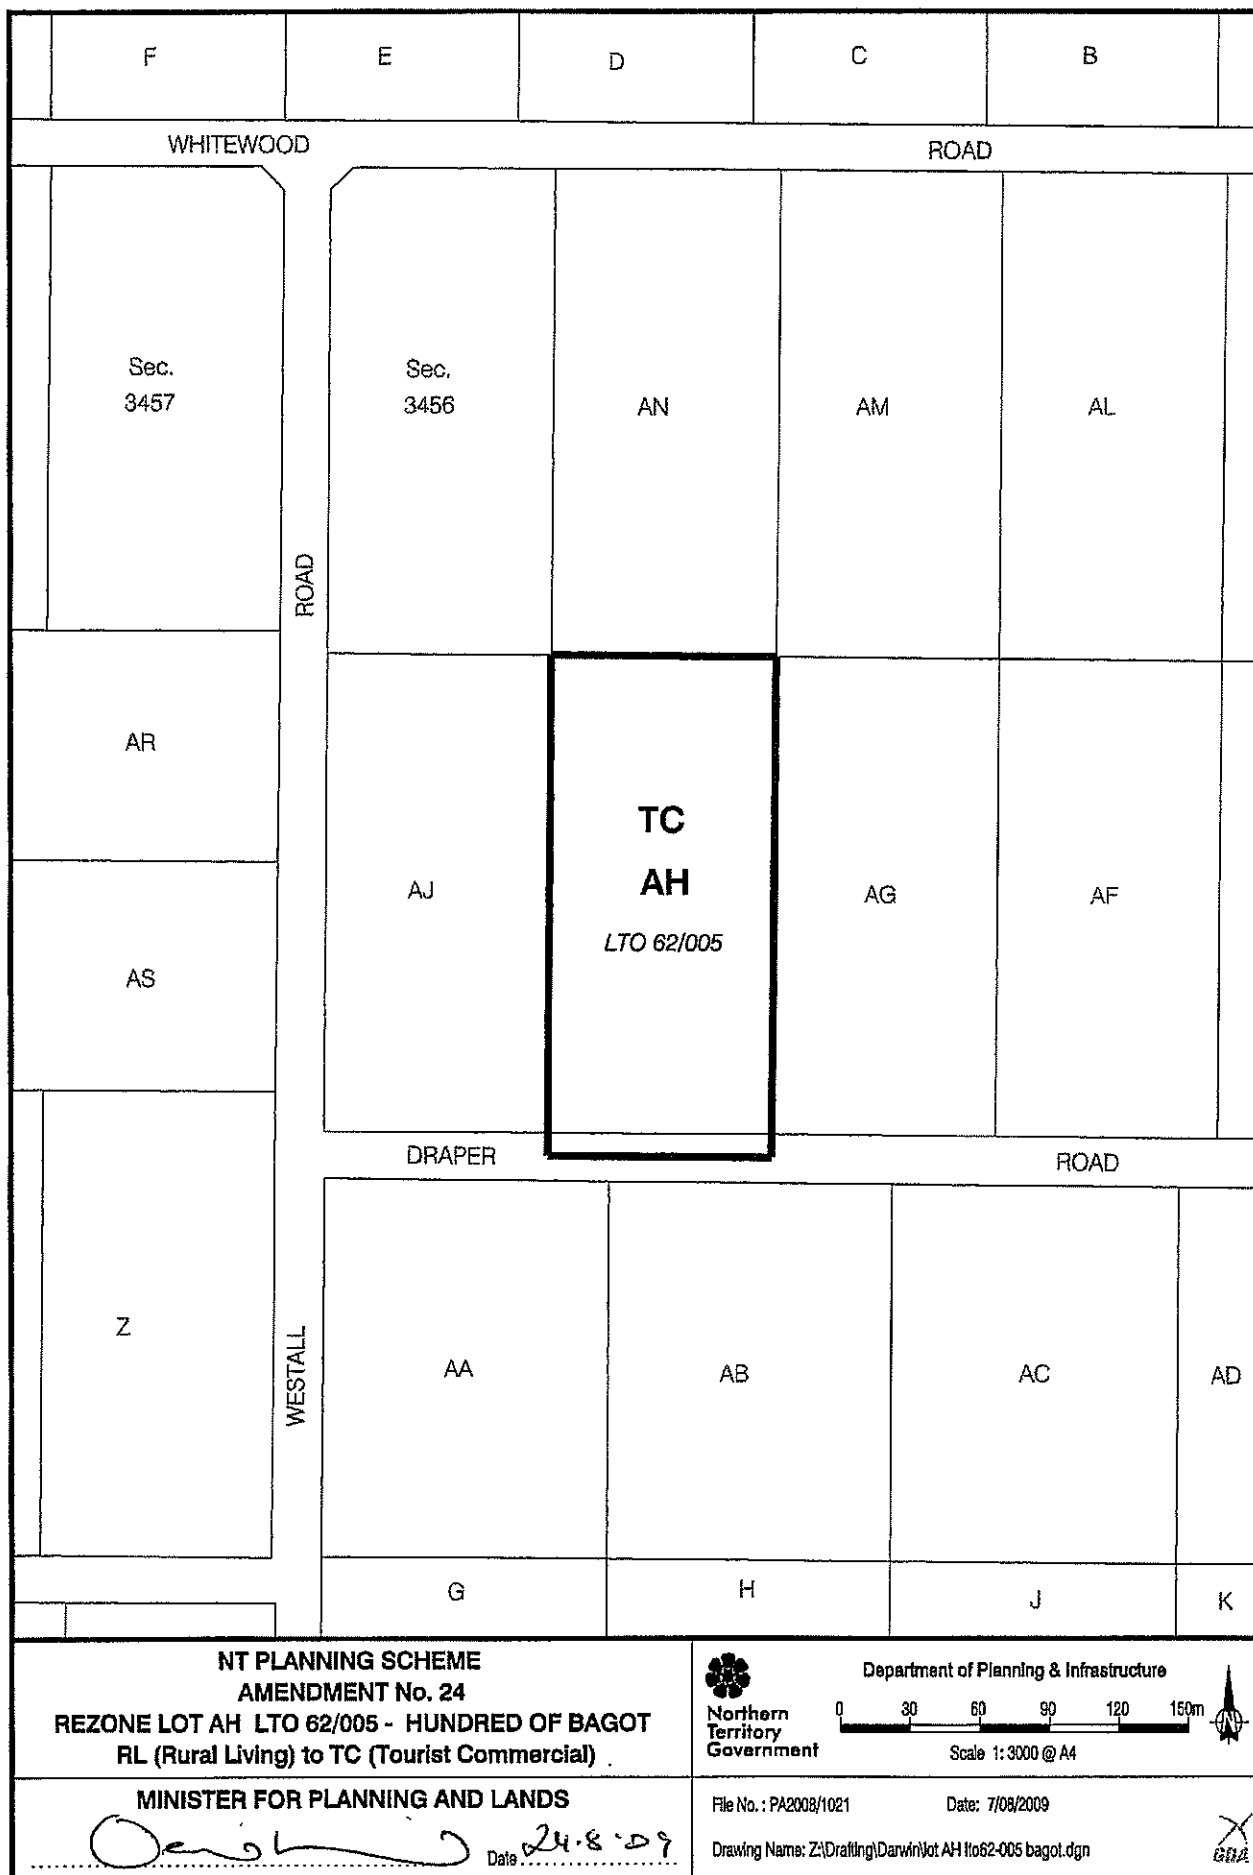 F E D C B
WHITEWOOD ROAD
Sec.
3457
Sec.
3456
AN AM AL
ROAD
AR
TC
AH
LTO 62/005
AJ AG AF
AS
DRAPER ROAD
Z
WESTALL
AA AB AC AD
G H J K
NT PLANNING SCHEME
AMENDMENT No. 24
REZONE LOT AH LTO 62/005 - HUNDRED OF BAGOT
RL (Rural Living) to TC (Tourist Commercial)
MINISTER FOR PLANNING AND LANDS
Date 24.8.09
Northern
Territory
Government
Department of Planning & Infrastructure
0 30 60 90 120 150m
N
Scale 1:3000 @ A4
File No. : PA2008/1021 Date: 7/08/2009
Drawing Name: Z:\Drafting\Darwin\lot AH lto62-005 bagot.dgn
GDA